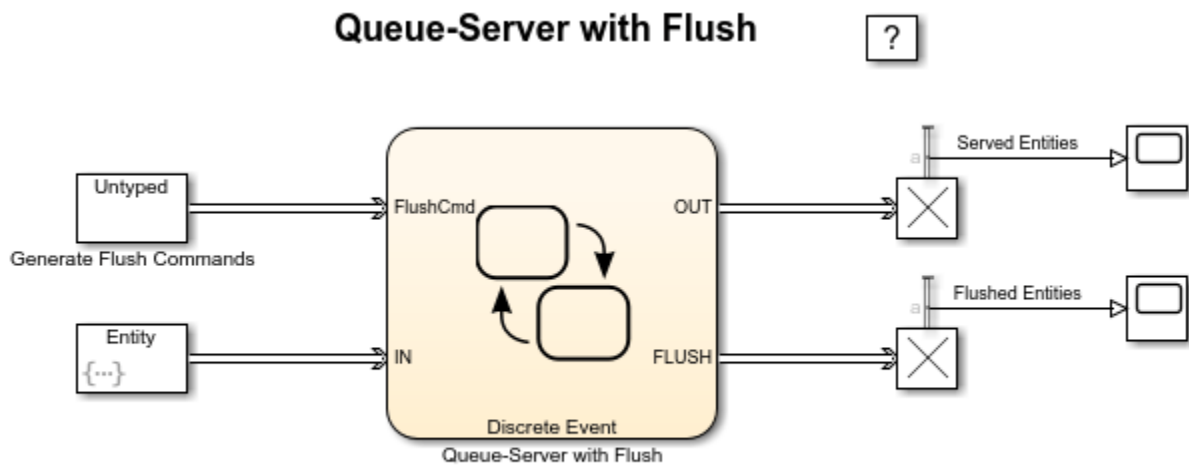 Queue-Server with Flush
?
Untyped
Generate Flush Commands
Entity
{...}
FlushCmd
IN
OUT
FLUSH
Discrete Event
Queue-Server with Flush
a
Served Entities
a
Flushed Entities